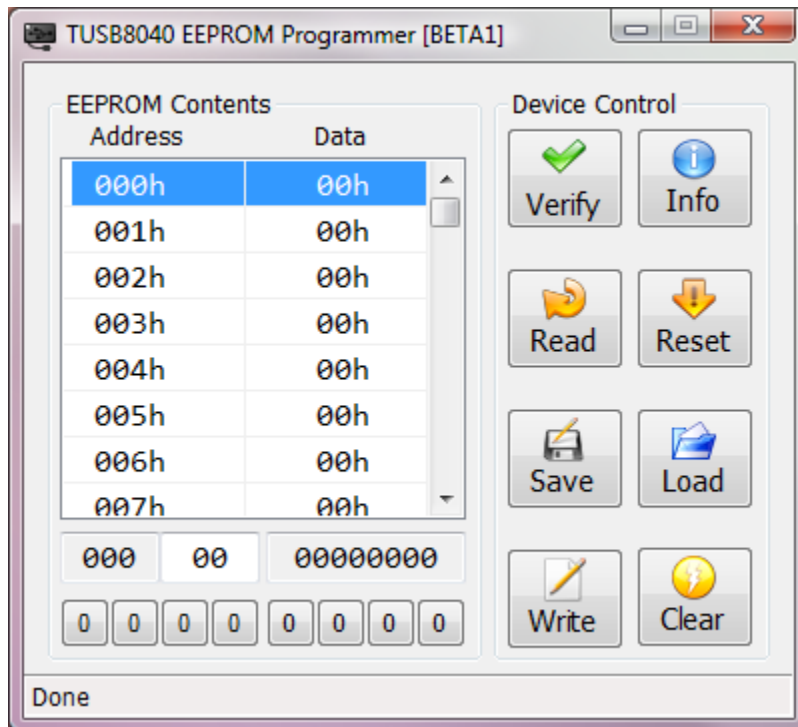 TUSB8040 EEPROM Programmer [BETA1]
EEPROM Contents
Address Data
000h 00h
001h 00h
002h 00h
003h 00h
004h 00h
005h 00h
006h 00h
007h 00h
000 00 00000000
0 0 0 0 0 0 0 0
Device Control
Verify Info
Read Reset
Save Load
Write Clear
Done